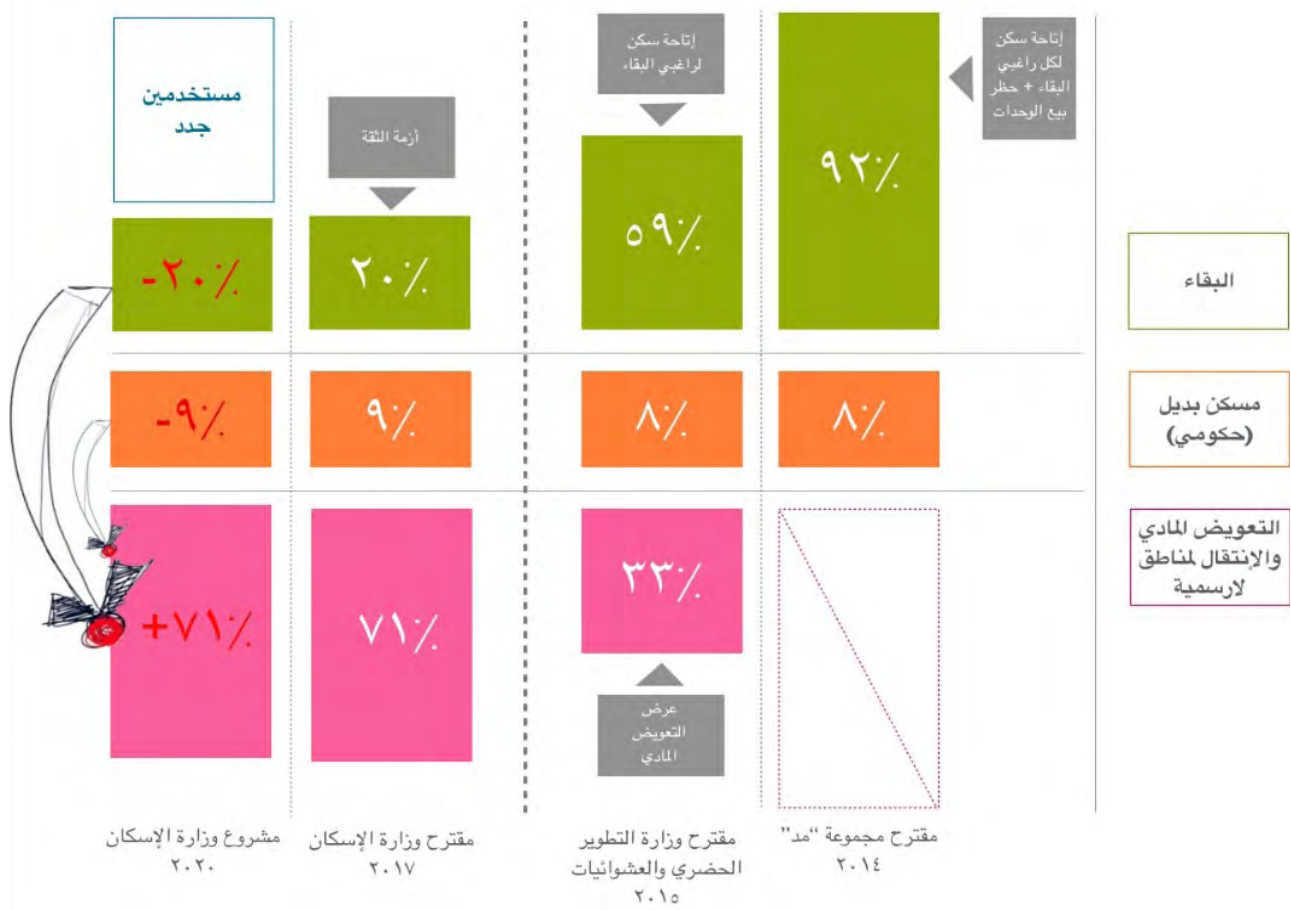 إتاحة سكن
لكل راغبي
البقاء + حظر
بيع الوحدات
إتاحة سكن
لراغبي البقاء
أزمة الثقة
مستخدمين
جدد
البقاء
٩٢٪
٥٩٪
٢٠٪
-٢٠٪
مسكن بديل
(حكومي)
٨٪
٨٪
٩٪
-٩٪
التعويض المادي
والإنتقال لمناطق
لارسمية
٣٣٪
٧١٪
+٧١٪
عرض
التعويض
المادي
مقترح مجموعة “مد”
٢٠١٤
مقترح وزارة التطوير
الحضري والعشوائيات
٢٠١٥
مقترح وزارة الإسكان
٢٠١٧
مشروع وزارة الإسكان
٢٠٢٠